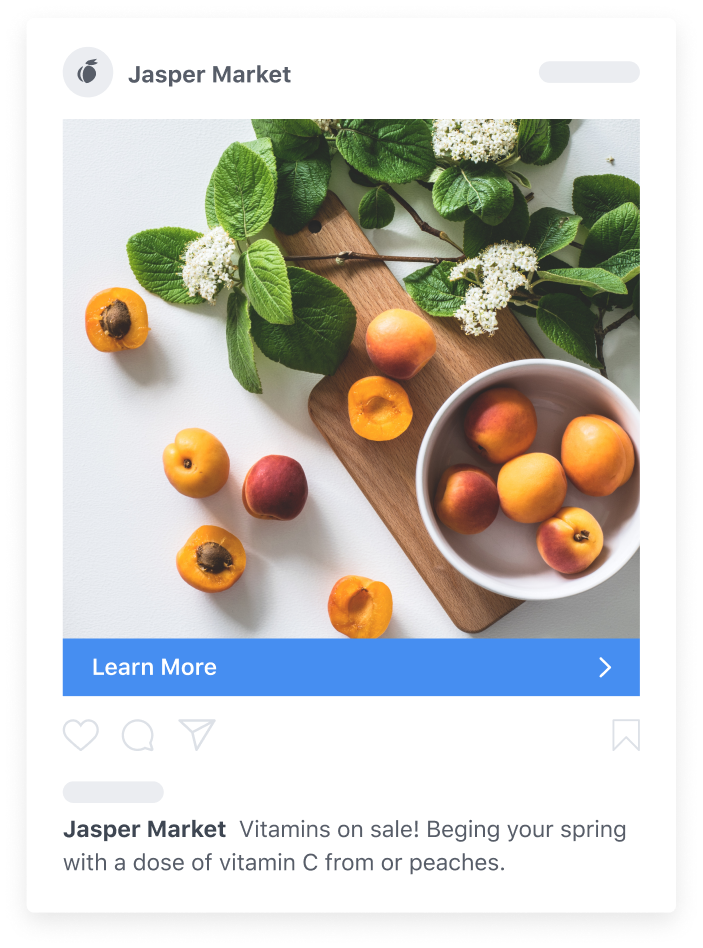 Jasper Market
Learn More
Jasper Market Vitamins on sale! Beging your spring
with a dose of vitamin C from or peaches.